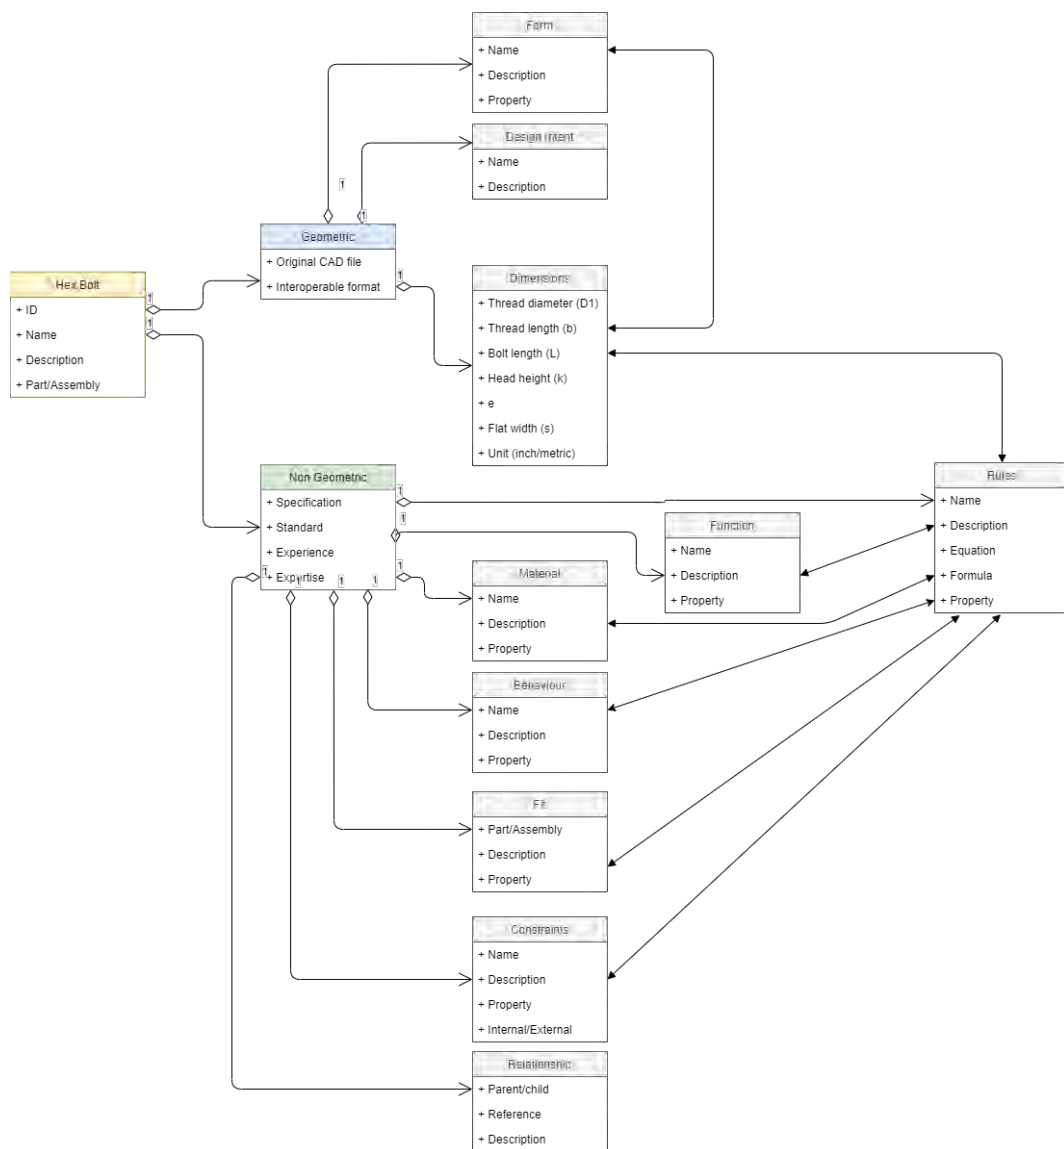 Form
+ Name
+ Description
+ Property
Design intent
+ Name
+ Description
1
1
Geometric
+ Original CAD file
+ Interoperable format
1
Hex Bolt
+ ID
+ Name
+ Description
+ Part/Assembly
1
1
Dimensions
+ Thread diameter (D1)
+ Thread length (b)
+ Bolt length (L)
+ Head height (k)
+ e
+ Flat width (s)
+ Unit (inch/metric)
Non Geometric
+ Specification
+ Standard
+ Experience
+ Expertise
1
1
1
1
1
1
1
Rules
+ Name
+ Description
+ Equation
+ Formula
+ Property
Function
+ Name
+ Description
+ Property
Material
+ Name
+ Description
+ Property
Behaviour
+ Name
+ Description
+ Property
Fit
+ Part/Assembly
+ Description
+ Property
Constraints
+ Name
+ Description
+ Property
+ Internal/External
Relationship
+ Parent/child
+ Reference
+ Description